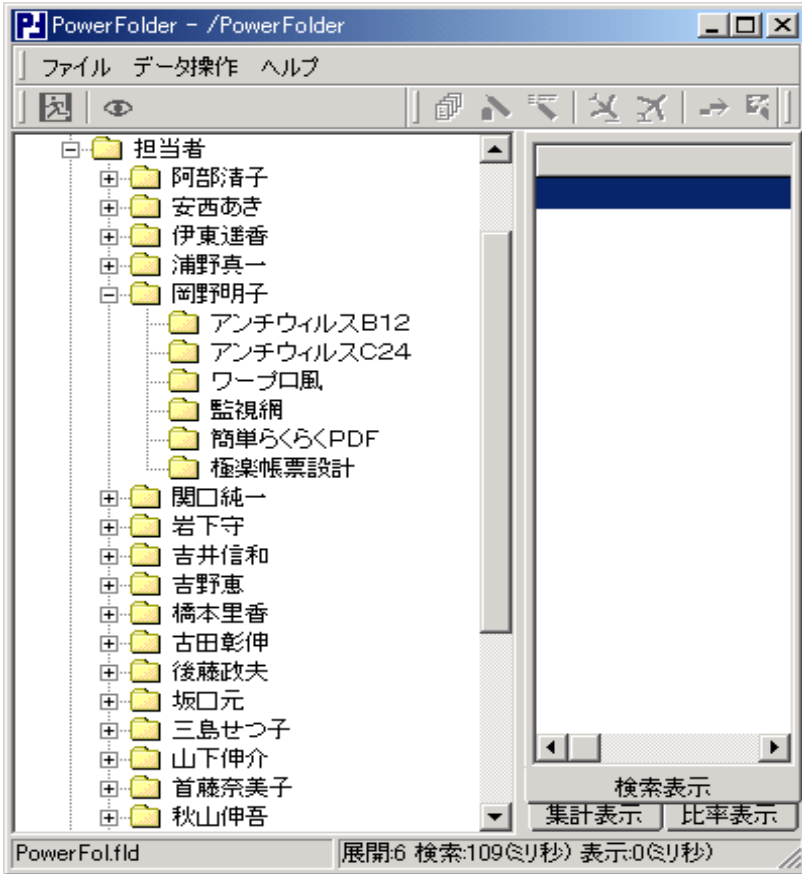 PowerFolder - /PowerFolder
ファイル データ操作 ヘルプ
担当者
阿部清子
安西あき
伊東遥香
浦野真一
岡野明子
アンチウィルスB12
アンチウィルスC24
ワープロ風
監視網
簡単らくらくPDF
極楽帳票設計
関口純一
岩下守
吉井信和
吉野恵
橋本里香
古田彰伸
後藤政夫
坂口元
三島せつ子
山下伸介
首藤奈美子
秋山伸吾
検索表示
集計表示 比率表示
PowerFol.fld 展開:6 検索:109(ミリ秒) 表示:0(ミリ秒)